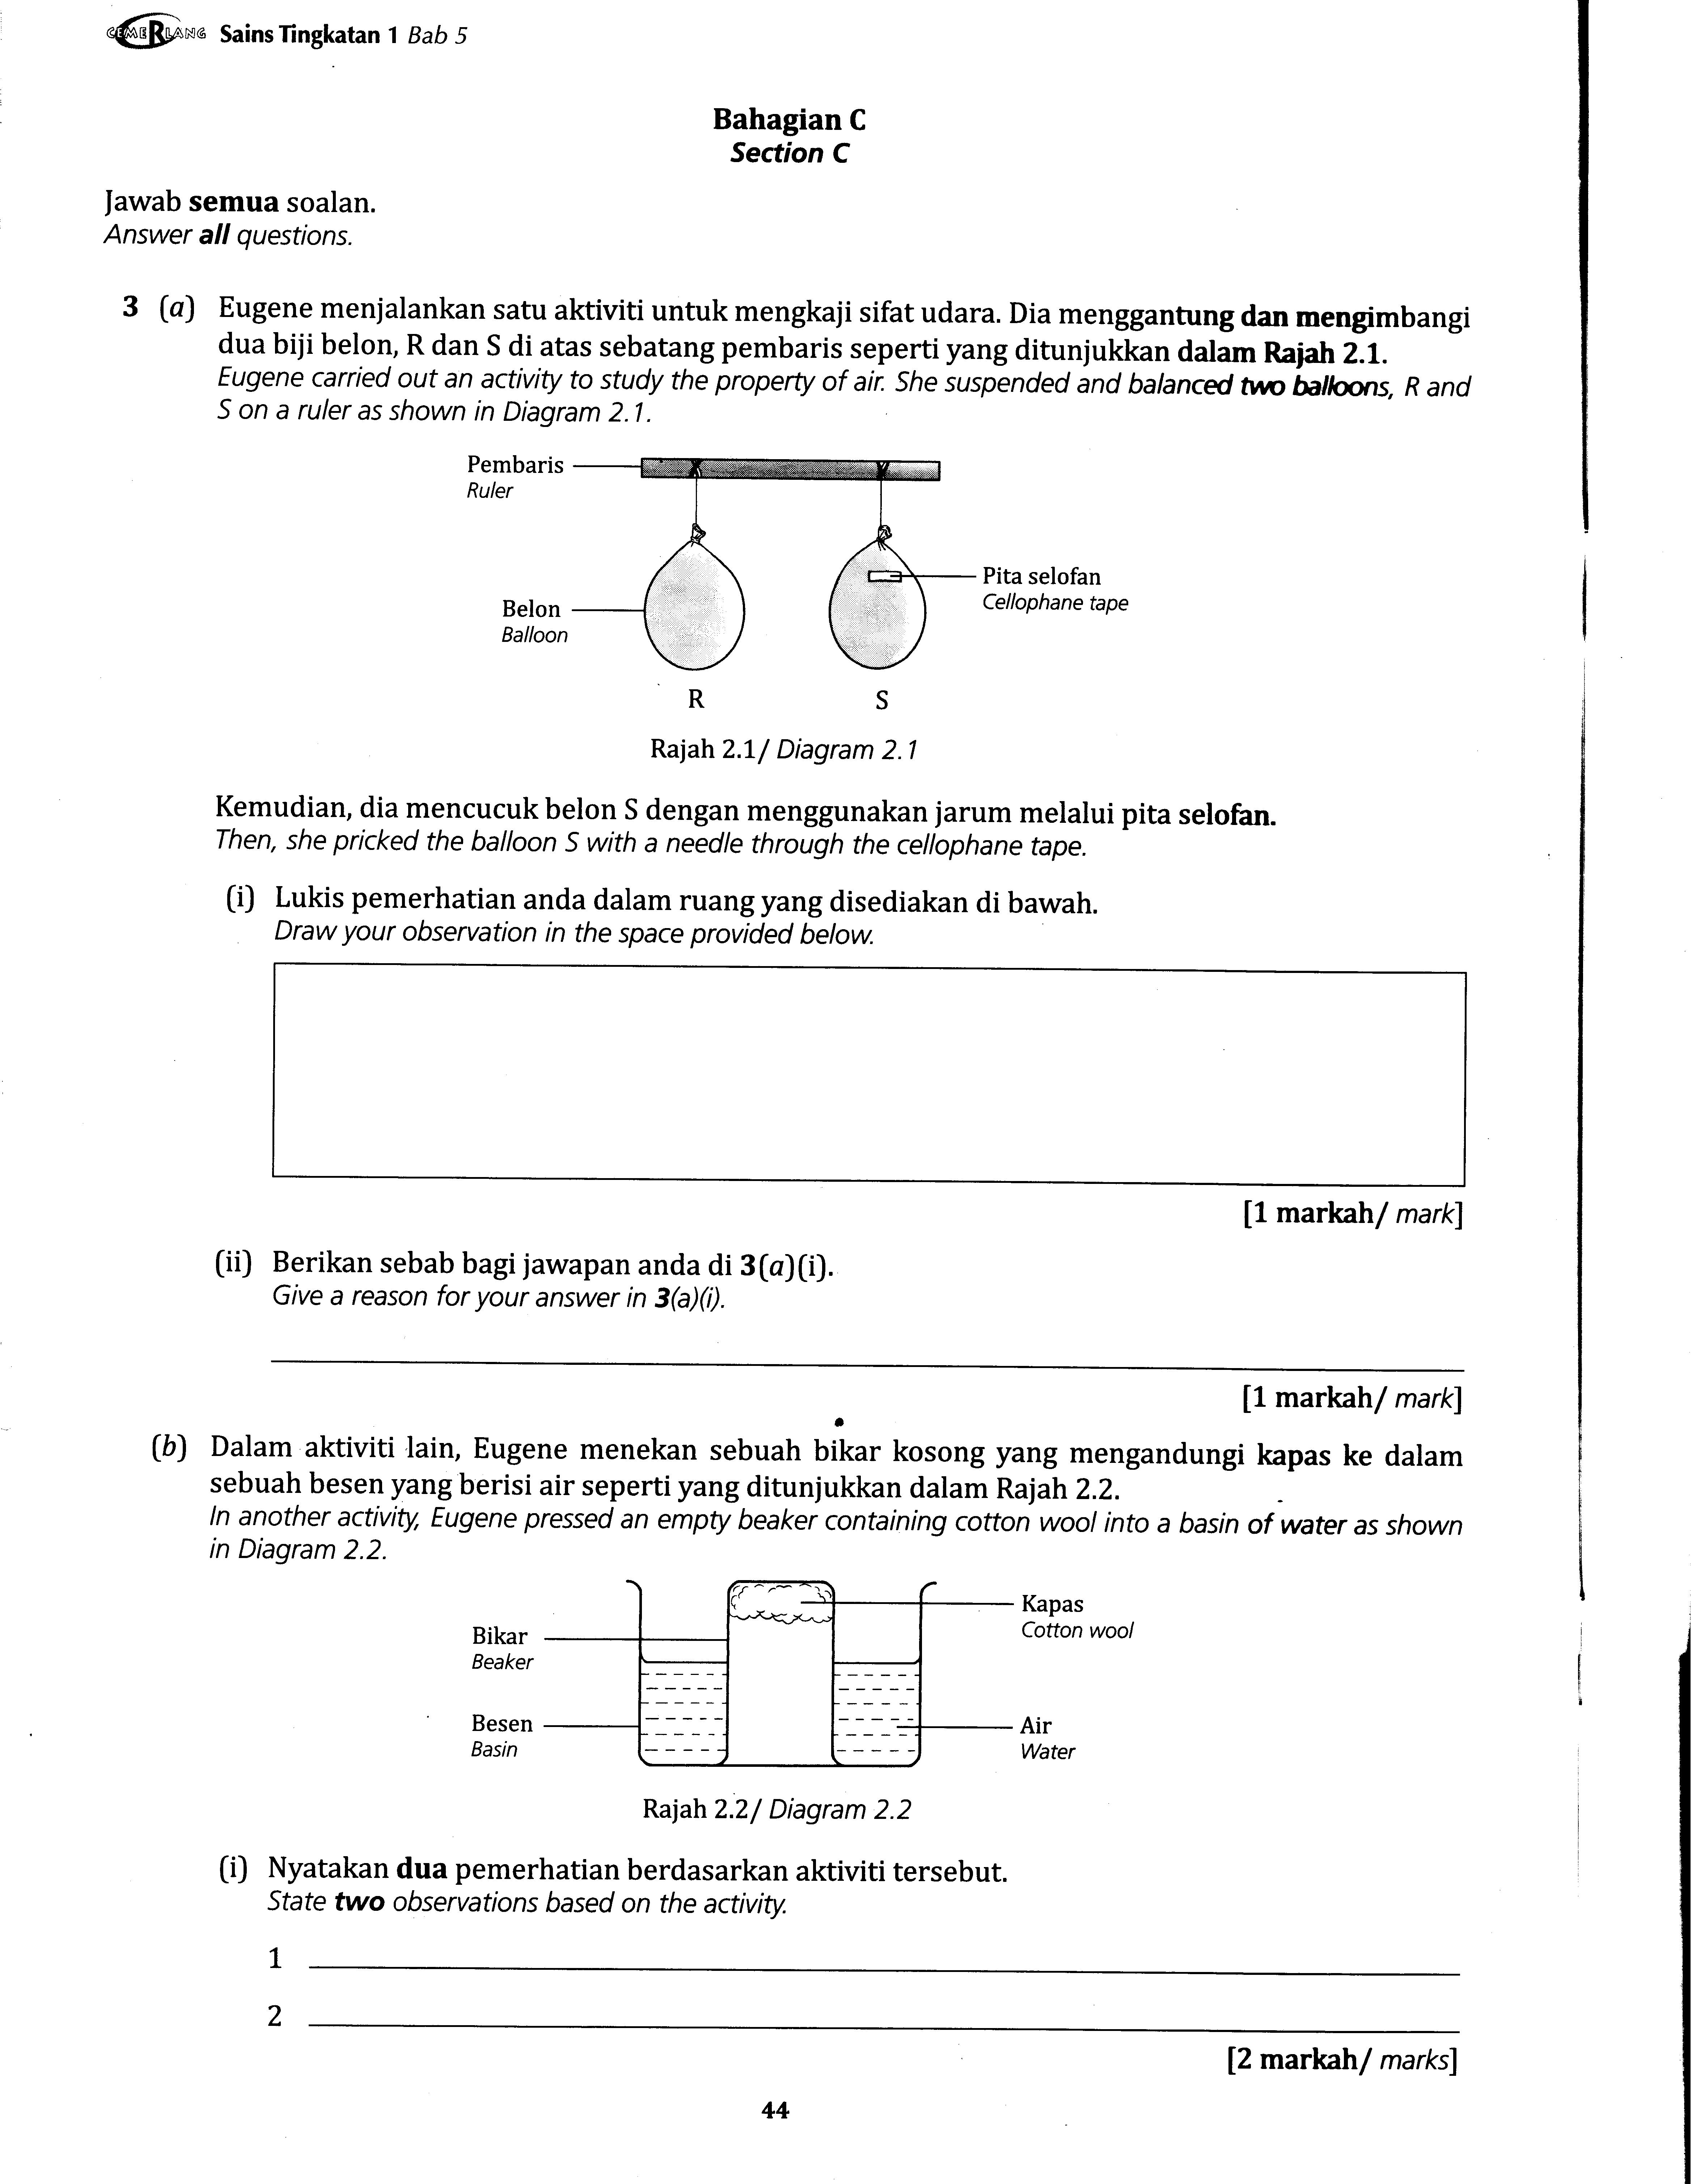 CEMERLANG Sains Tingkatan 1 Bab 5
Bahagian C
Section C
Jawab semua soalan.
Answer all questions.
3 (a) Eugene menjalankan satu aktiviti untuk mengkaji sifat udara. Dia menggantung dan mengimbangi
dua biji belon, R dan S di atas sebatang pembaris seperti yang ditunjukkan dalam Rajah 2.1.
Eugene carried out an activity to study the property of air. She suspended and balanced two balloons, R and
S on a ruler as shown in Diagram 2.1.
Pembaris
Ruler
Pita selofan
Cellophane tape
Belon
Balloon
R S
Rajah 2.1/ Diagram 2.1
Kemudian, dia mencucuk belon S dengan menggunakan jarum melalui pita selofan.
Then, she pricked the balloon S with a needle through the cellophane tape.
(i) Lukis pemerhatian anda dalam ruang yang disediakan di bawah.
Draw your observation in the space provided below.
[1 markah/ mark]
(ii) Berikan sebab bagi jawapan anda di 3(a)(i).
Give a reason for your answer in 3(a)(i).
[1 markah/ mark]
(b) Dalam aktiviti lain, Eugene menekan sebuah bikar kosong yang mengandungi kapas ke dalam
sebuah besen yang berisi air seperti yang ditunjukkan dalam Rajah 2.2.
In another activity, Eugene pressed an empty beaker containing cotton wool into a basin of water as shown
in Diagram 2.2.
Kapas
Cotton wool
Bikar
Beaker
Besen
Basin
Air
Water
Rajah 2.2/ Diagram 2.2
(i) Nyatakan dua pemerhatian berdasarkan aktiviti tersebut.
State two observations based on the activity.
1
2
[2 markah/ marks]
44